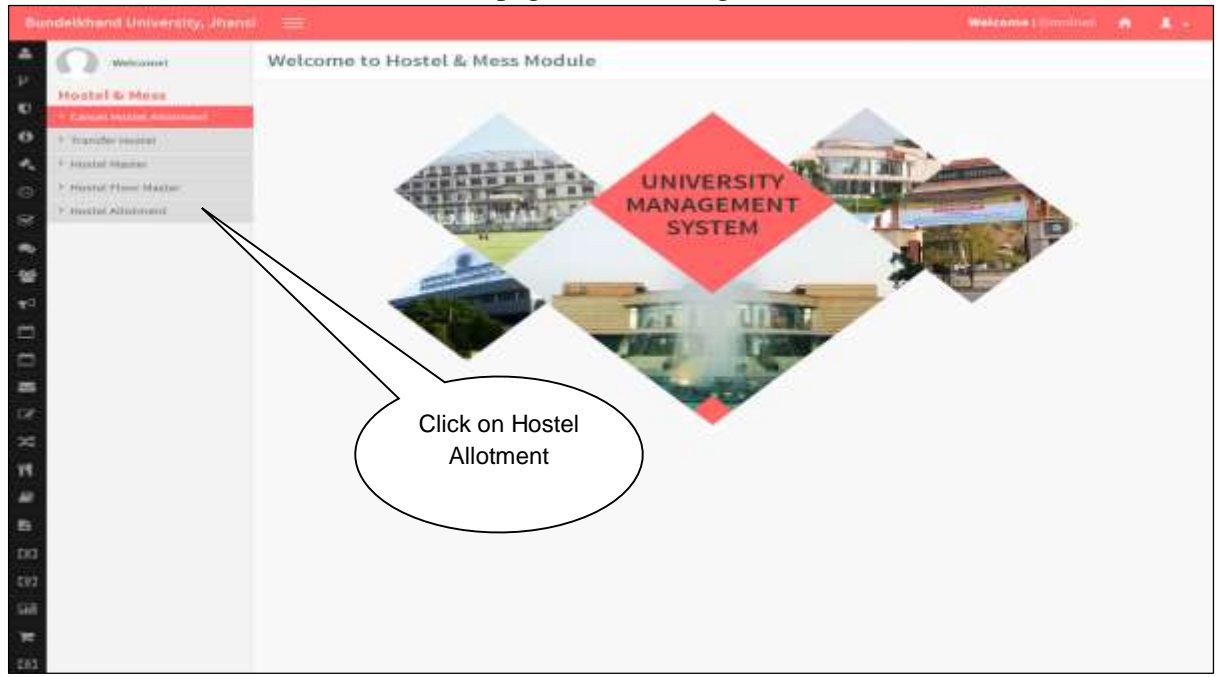 Bundelkhand University, Jhansi
Welcome :
Welcome!
Welcome to Hostel & Mess Module
Hostel & Mess
Cancel Hostel Allotment
Transfer Hostel
Hostel Master
Hostel Floor Master
Hostel Allotment
UNIVERSITY
MANAGEMENT
SYSTEM
Click on Hostel
Allotment